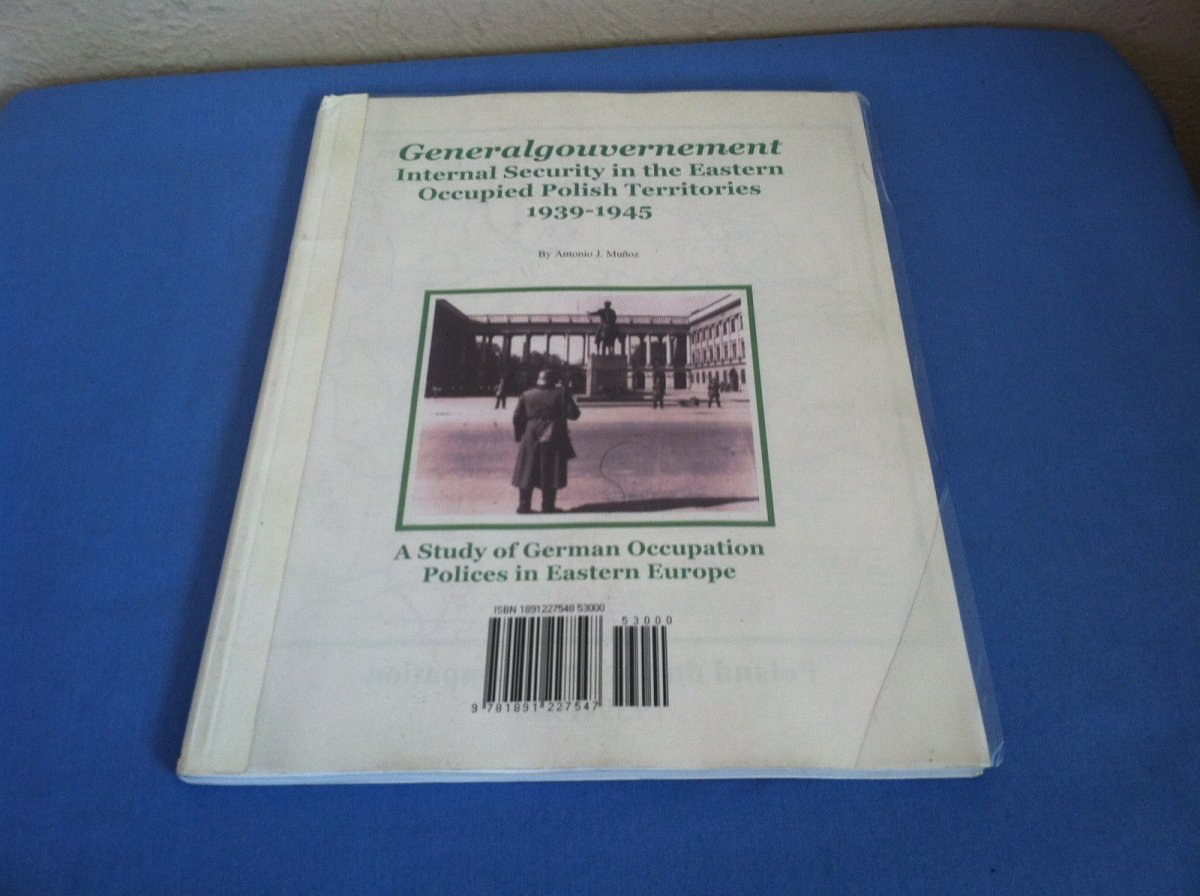 Generalgouvernement
Internal Security in the Eastern
Occupied Polish Territories
1939-1945
By Antonio J. Muñoz
A Study of German Occupation
Polices in Eastern Europe
ISBN 1891227548 53000
53000
9 781891 227547